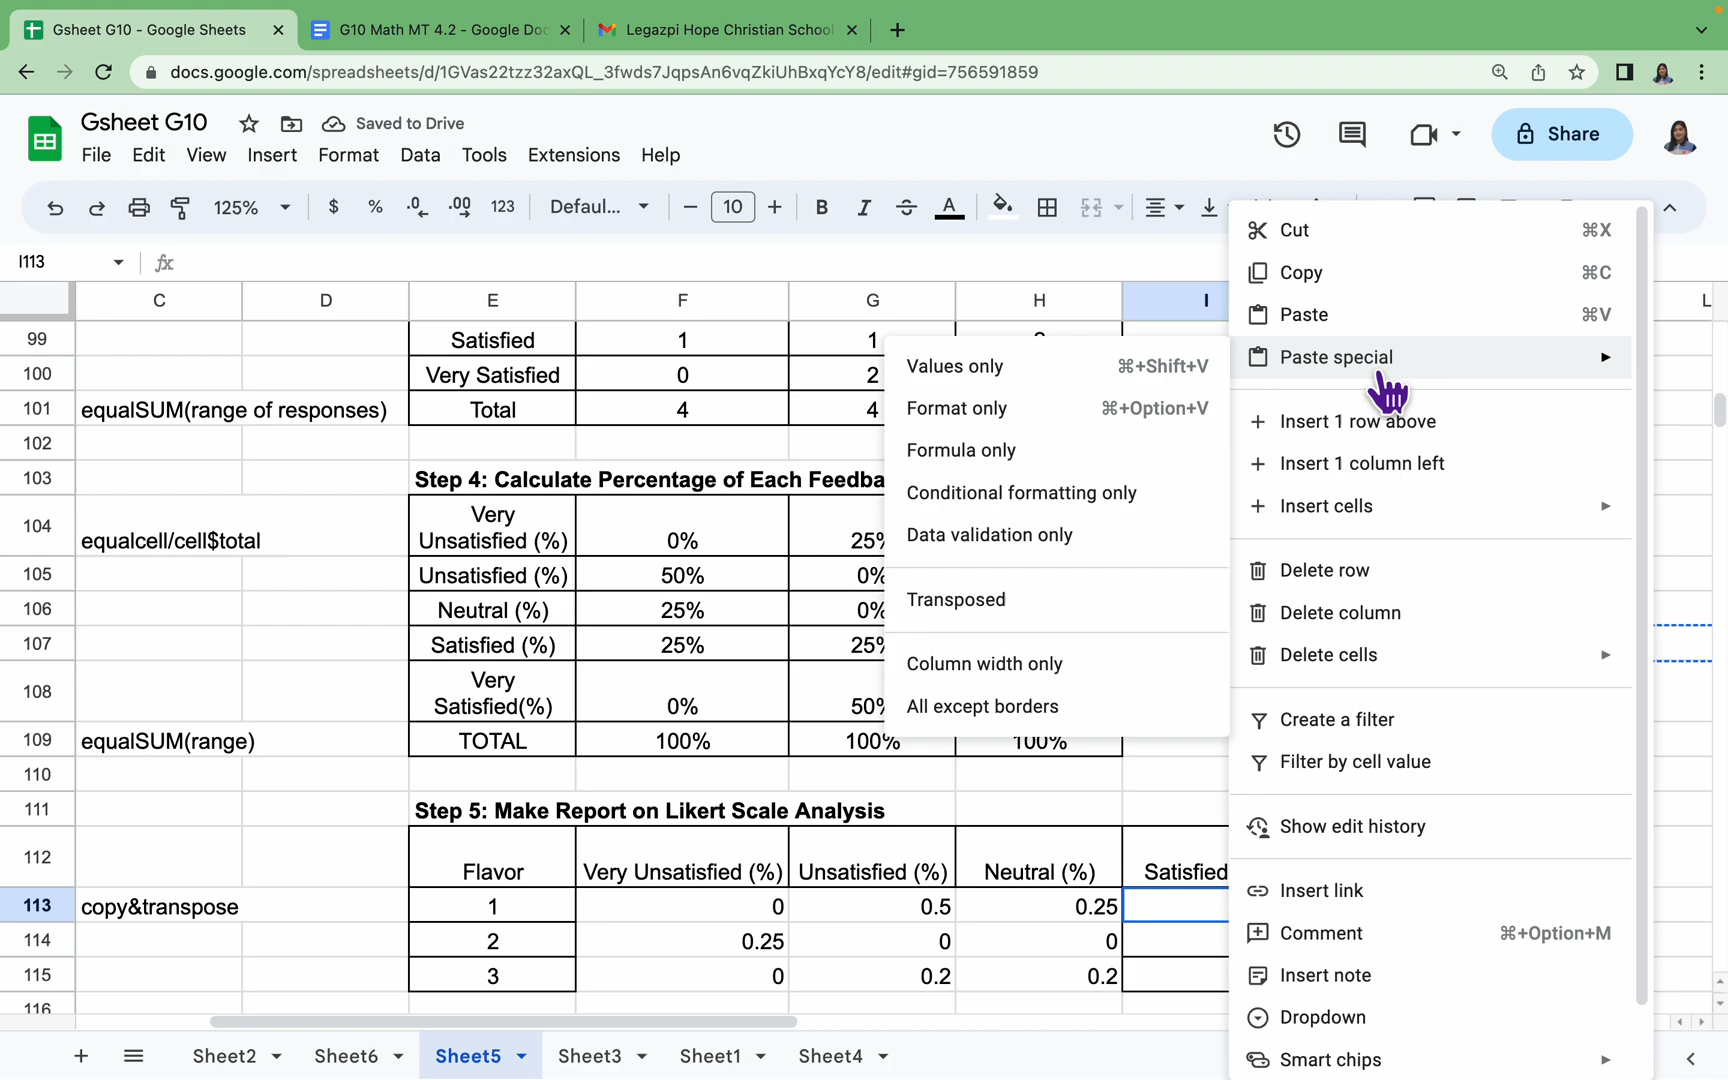 Gsheet G10 - Google Sheets
G10 Math MT 4.2 - Google Doc
Legazpi Hope Christian School
docs.google.com/spreadsheets/d/1GVas22tzz32axQL_3fwds7JqpsAn6vqZkiUhBxqYcY8/edit#gid=756591859
Gsheet G10 Saved to Drive
Share
File Edit View Insert Format Data Tools Extensions Help
125% $ % .0 .00 123 Defaul... − 10 + B I S A
I113 fx
C D E F G H I L
99 Satisfied 1 1
100 Very Satisfied 0 2
101 equalSUM(range of responses) Total 4 4
102
103 Step 4: Calculate Percentage of Each Feedba
104 equalcell/cell$total Very Unsatisfied (%) 0% 25%
105 Unsatisfied (%) 50% 0%
106 Neutral (%) 25% 0%
107 Satisfied (%) 25% 25%
108 Very Satisfied(%) 0% 50%
109 equalSUM(range) TOTAL 100% 100% 100%
110
111 Step 5: Make Report on Likert Scale Analysis
112 Flavor Very Unsatisfied (%) Unsatisfied (%) Neutral (%) Satisfied
113 copy&transpose 1 0 0.5 0.25
114 2 0.25 0 0
115 3 0 0.2 0.2
116
Values only ⌘+Shift+V
Format only ⌘+Option+V
Formula only
Conditional formatting only
Data validation only
Transposed
Column width only
All except borders
Cut ⌘X
Copy ⌘C
Paste ⌘V
Paste special
Insert 1 row above
Insert 1 column left
Insert cells
Delete row
Delete column
Delete cells
Create a filter
Filter by cell value
Show edit history
Insert link
Comment ⌘+Option+M
Insert note
Dropdown
Smart chips
Sheet2 Sheet6 Sheet5 Sheet3 Sheet1 Sheet4